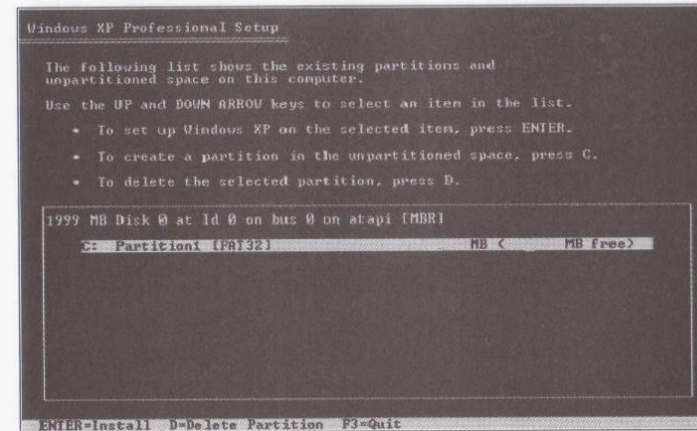 Windows XP Professional Setup
The following list shows the existing partitions and
unpartitioned space on this computer.
Use the UP and DOWN ARROW keys to select an item in the list.
• To set up Windows XP on the selected item, press ENTER.
• To create a partition in the unpartitioned space, press C.
• To delete the selected partition, press D.
1999 MB Disk 0 at Id 0 on bus 0 on atapi [MBR]
C: Partition1 [FAT32] MB ( MB free)
ENTER=Install D=Delete Partition F3=Quit